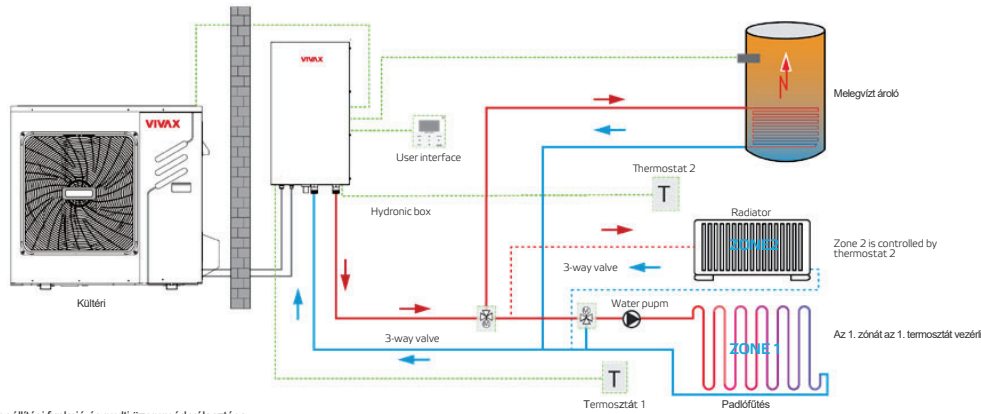 VIVAX
VIVAX
User interface
Melegvízt ároló
Thermostat 2
T
Hydronic box
Radiator
ZONE2
Zone 2 is controlled by
thermostat 2
3-way valve
Kültéri
Water pupm
3-way valve
ZONE 1
Az 1. zónát az 1. termosztát vezérli
T
Termosztát 1
Padlófűtés